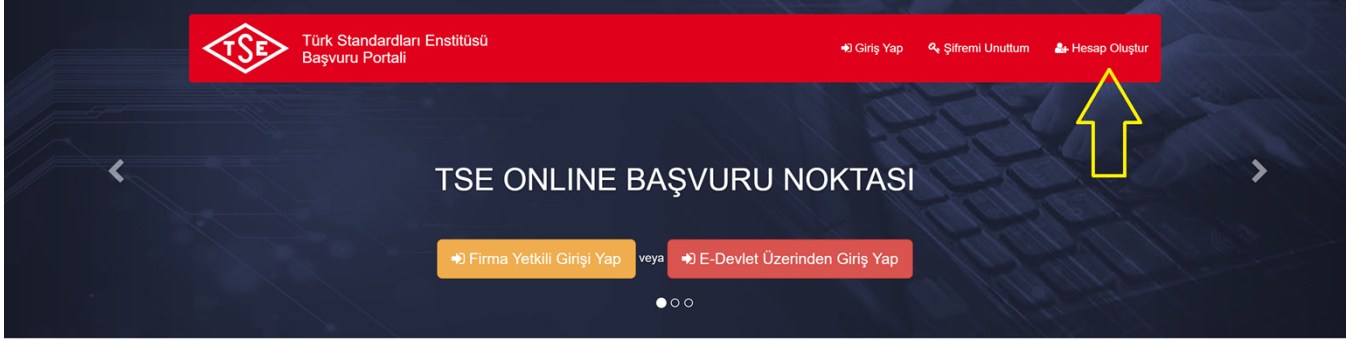 TSE
Türk Standardları Enstitüsü
Başvuru Portali
Giriş Yap
Şifremi Unuttum
Hesap Oluştur
TSE ONLINE BAŞVURU NOKTASI
Firma Yetkili Girişi Yap veya E-Devlet Üzerinden Giriş Yap